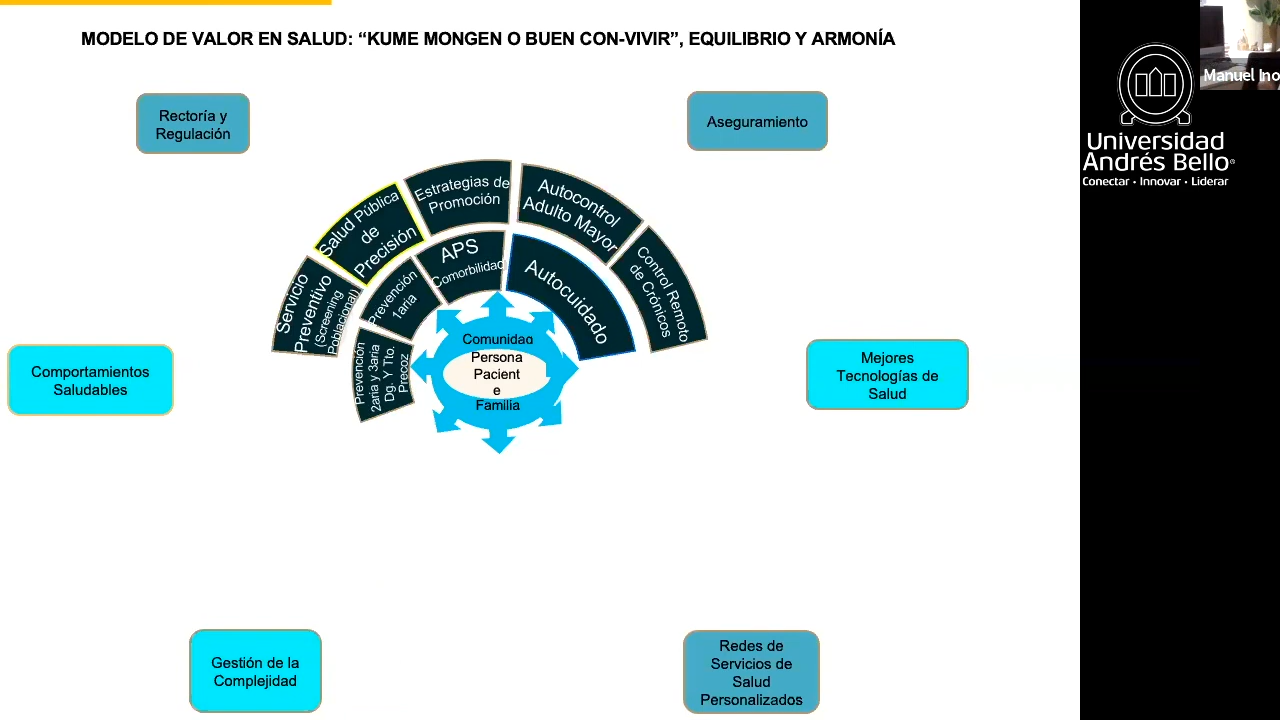 MODELO DE VALOR EN SALUD: “KUME MONGEN O BUEN CON-VIVIR”, EQUILIBRIO Y ARMONÍA
Rectoría y
Regulación
Aseguramiento
Manuel Ino
Universidad
Andrés Bello®
Conectar • Innovar • Liderar
Estrategias de
Promoción
Autocontrol
Adulto Mayor
Salud Pública
de
Precisión
Control Remoto
de Crónicos
Servicio
Preventivo
(Screening
Poblacional)
APS
Comorbilidad
Autocuidado
Prevención
1aria
Prevención
2aria y 3aria
Dg. Y Tto.
Precoz
Comunidad
Persona
Pacient
e
Familia
Comportamientos
Saludables
Mejores
Tecnologías de
Salud
Gestión de la
Complejidad
Redes de
Servicios de
Salud
Personalizados